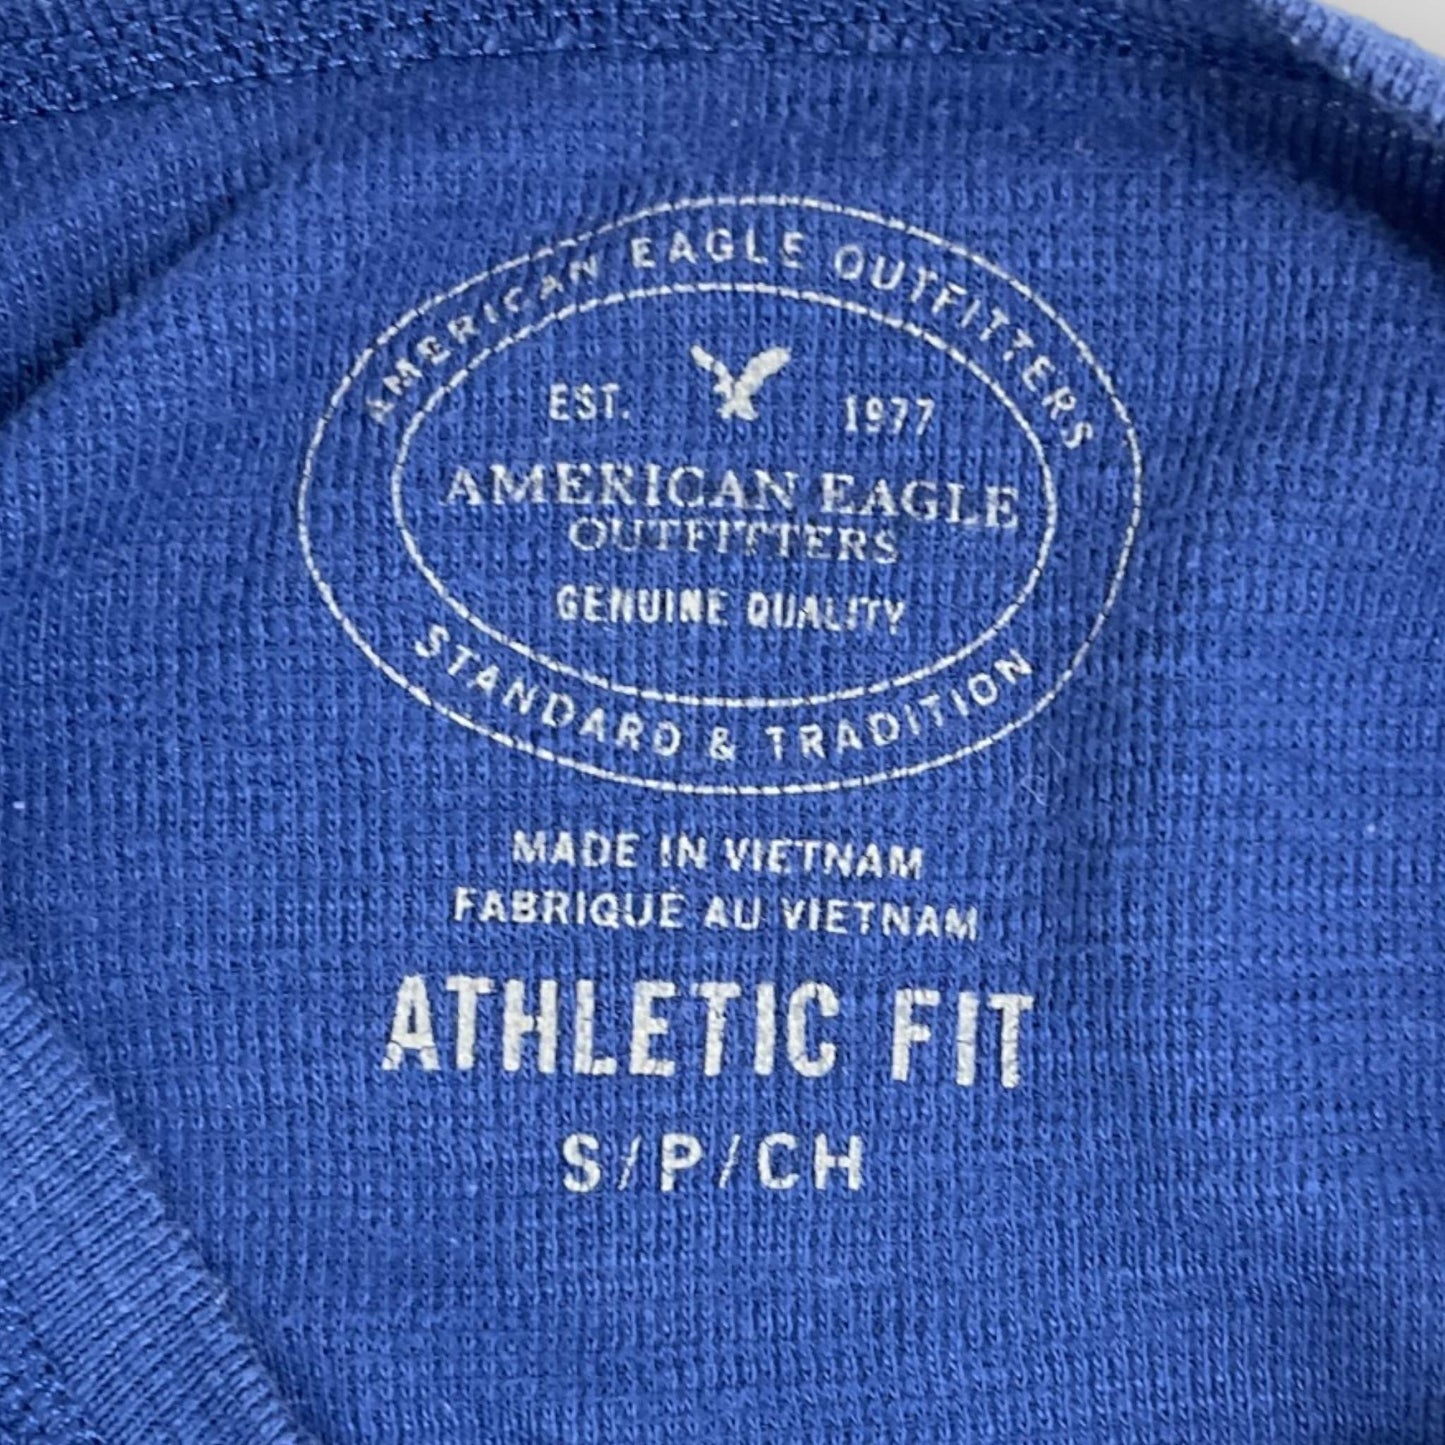 AMERICAN EAGLE OUTFITTERS
EST. 1977
AMERICAN EAGLE
OUTFITTERS
GENUINE QUALITY
STANDARD & TRADITION
MADE IN VIETNAM
FABRIQUÉ AU VIETNAM
ATHLETIC FIT
S/P/CH